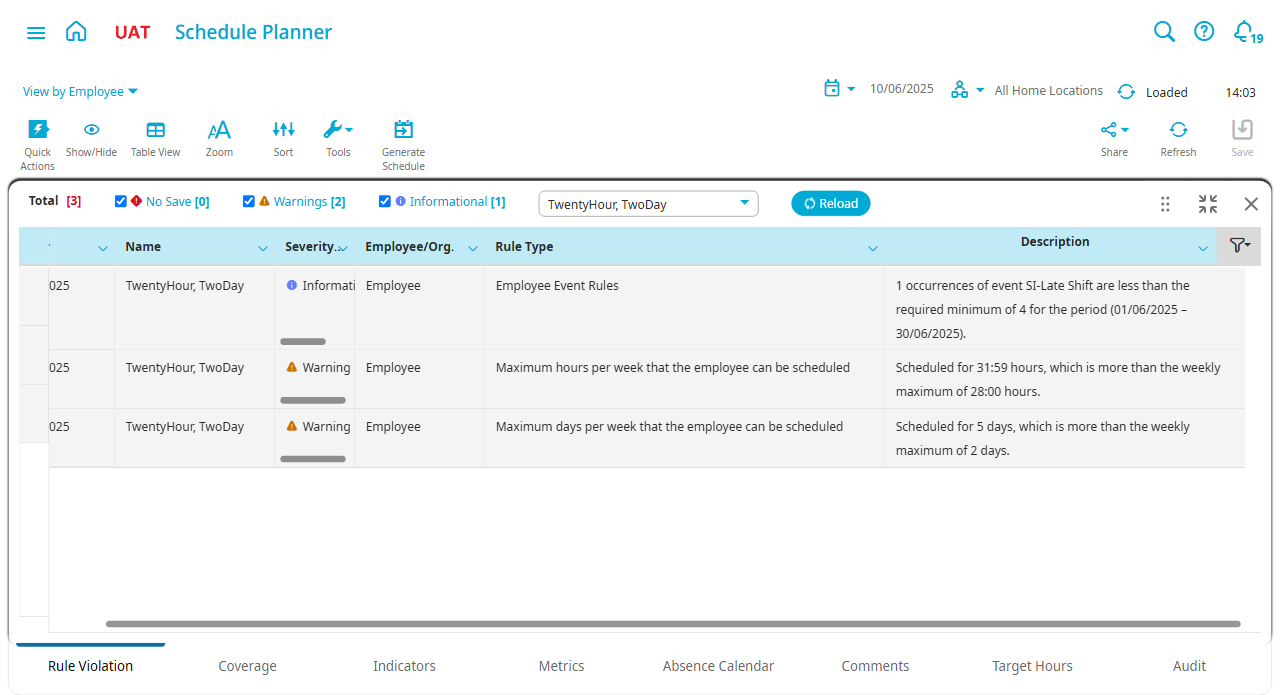 UAT Schedule Planner
19
View by Employee
10/06/2025 All Home Locations Loaded 14:03
Quick Actions Show/Hide Table View Zoom Sort Tools Generate Schedule Share Refresh Save
Total [3] No Save [0] Warnings [2] Informational [1] TwentyHour, TwoDay Reload
Name Severity... Employee/Org. Rule Type Description
025 TwentyHour, TwoDay Informati Employee Employee Event Rules 1 occurrences of event SI-Late Shift are less than the
required minimum of 4 for the period (01/06/2025 –
30/06/2025).
025 TwentyHour, TwoDay Warning Employee Maximum hours per week that the employee can be scheduled Scheduled for 31:59 hours, which is more than the weekly
maximum of 28:00 hours.
025 TwentyHour, TwoDay Warning Employee Maximum days per week that the employee can be scheduled Scheduled for 5 days, which is more than the weekly
maximum of 2 days.
Rule Violation Coverage Indicators Metrics Absence Calendar Comments Target Hours Audit